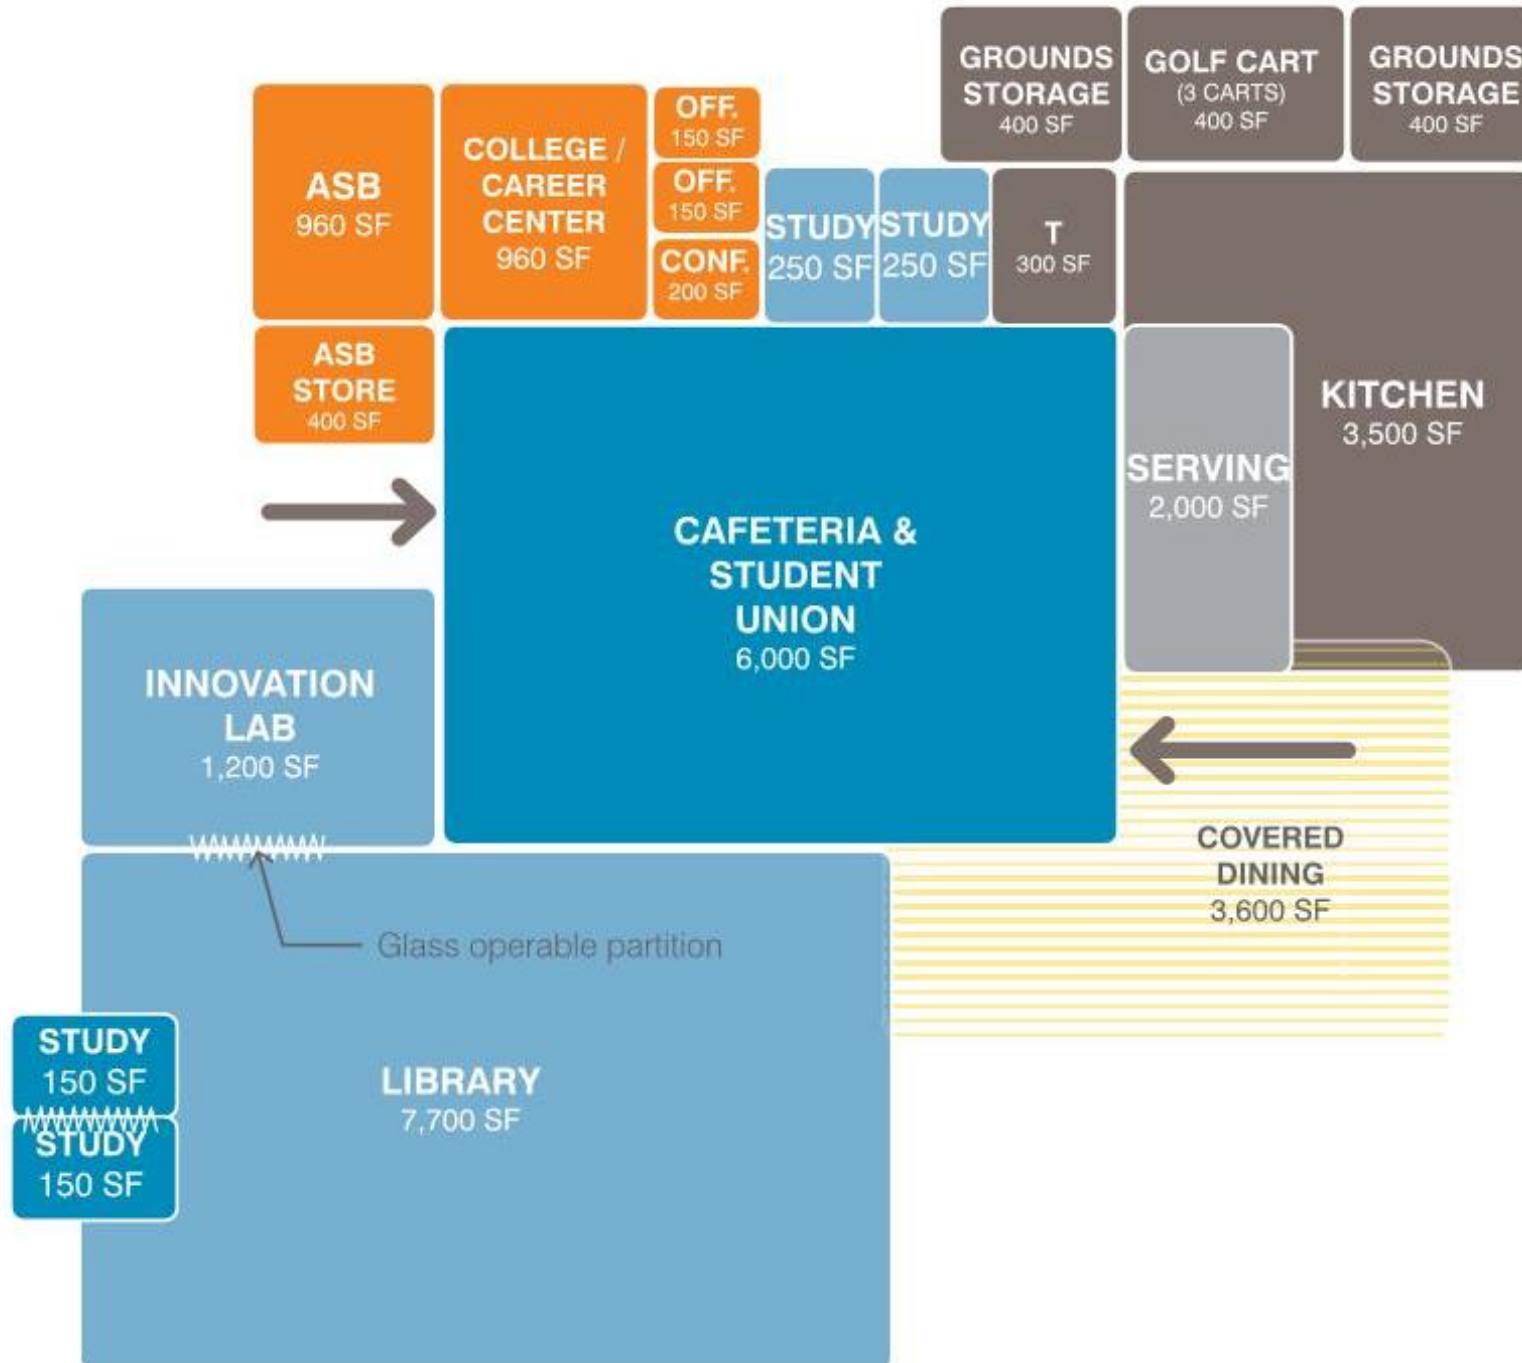 GROUNDS
STORAGE
400 SF
GOLF CART
(3 CARTS)
400 SF
GROUNDS
STORAGE
400 SF
ASB
960 SF
COLLEGE /
CAREER
CENTER
960 SF
OFF.
150 SF
OFF.
150 SF
CONF.
200 SF
STUDY
250 SF
STUDY
250 SF
T
300 SF
ASB
STORE
400 SF
KITCHEN
3,500 SF
SERVING
2,000 SF
CAFETERIA &
STUDENT
UNION
6,000 SF
INNOVATION
LAB
1,200 SF
COVERED
DINING
3,600 SF
Glass operable partition
STUDY
150 SF
STUDY
150 SF
LIBRARY
7,700 SF